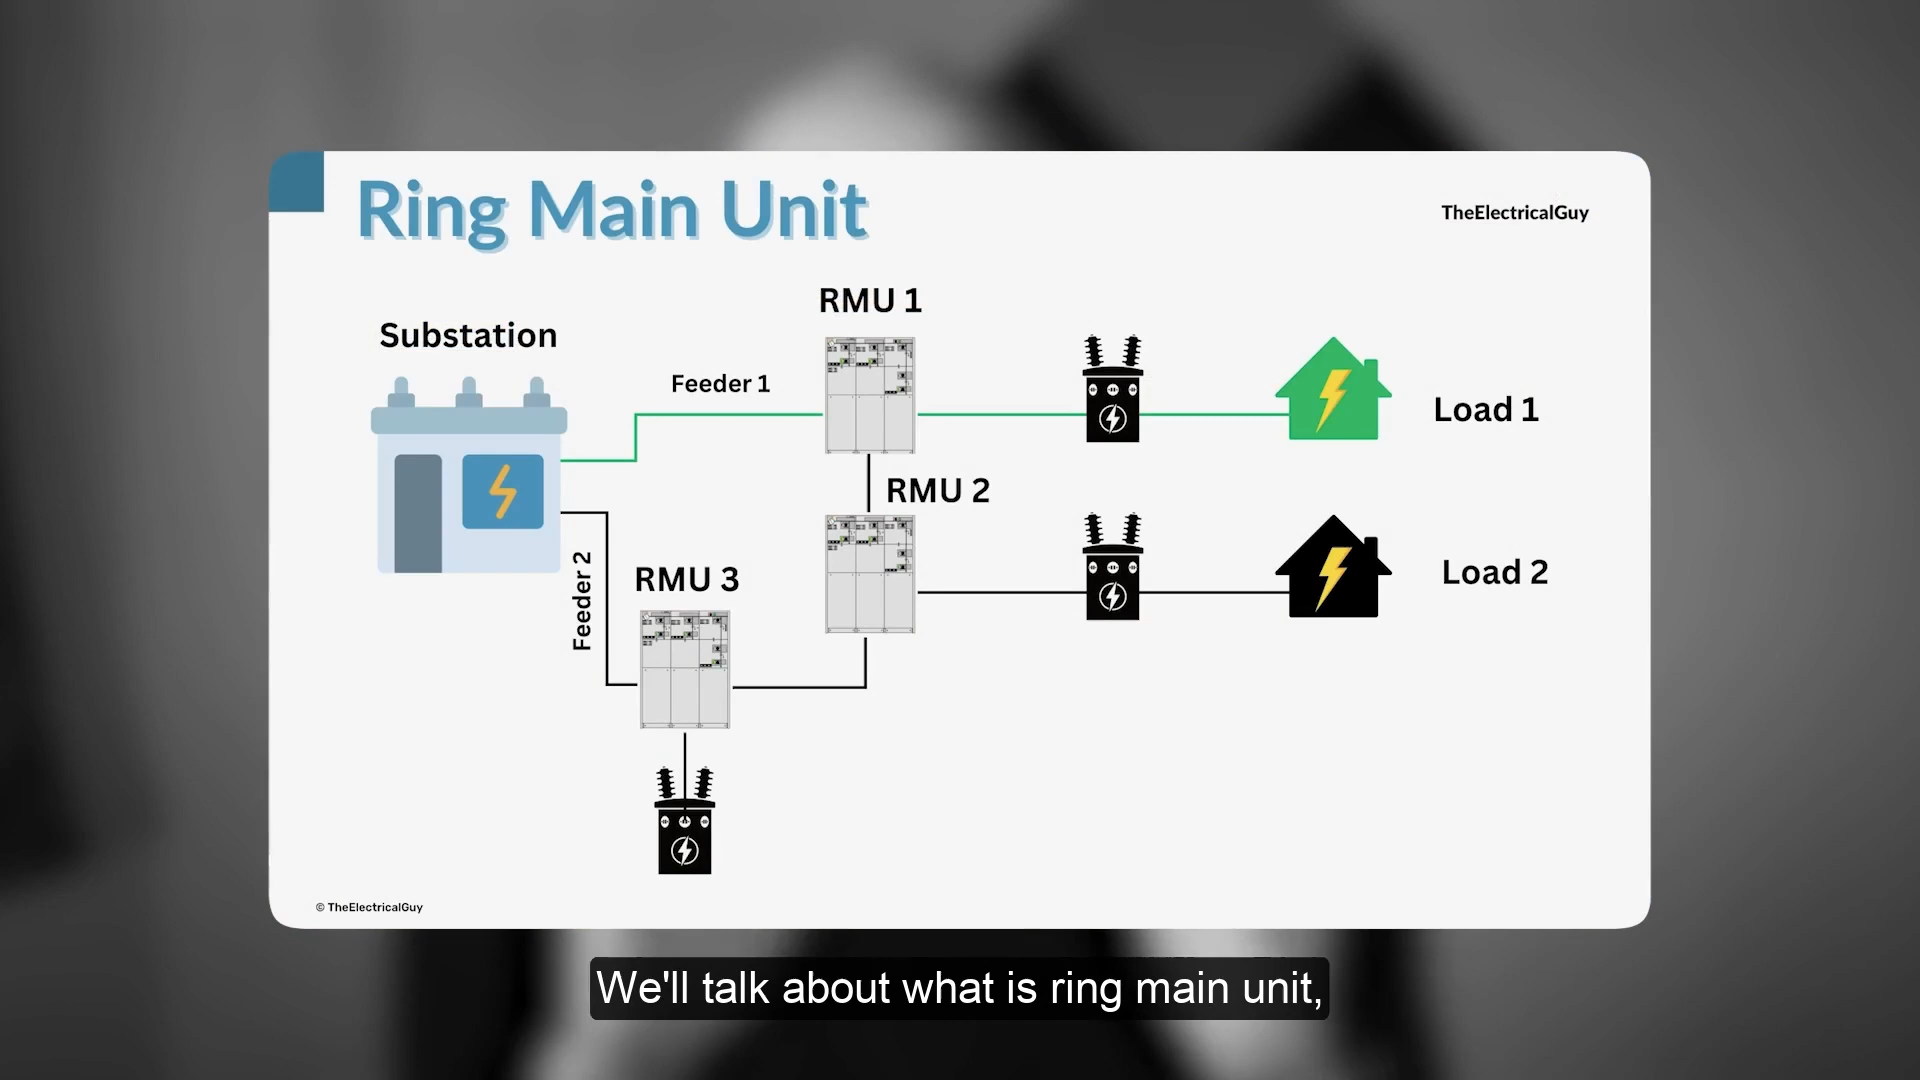 Ring Main Unit
TheElectricalGuy
RMU 1
Substation
Feeder 1
Load 1
RMU 2
Feeder 2
RMU 3
Load 2
© TheElectricalGuy
We'll talk about what is ring main unit,